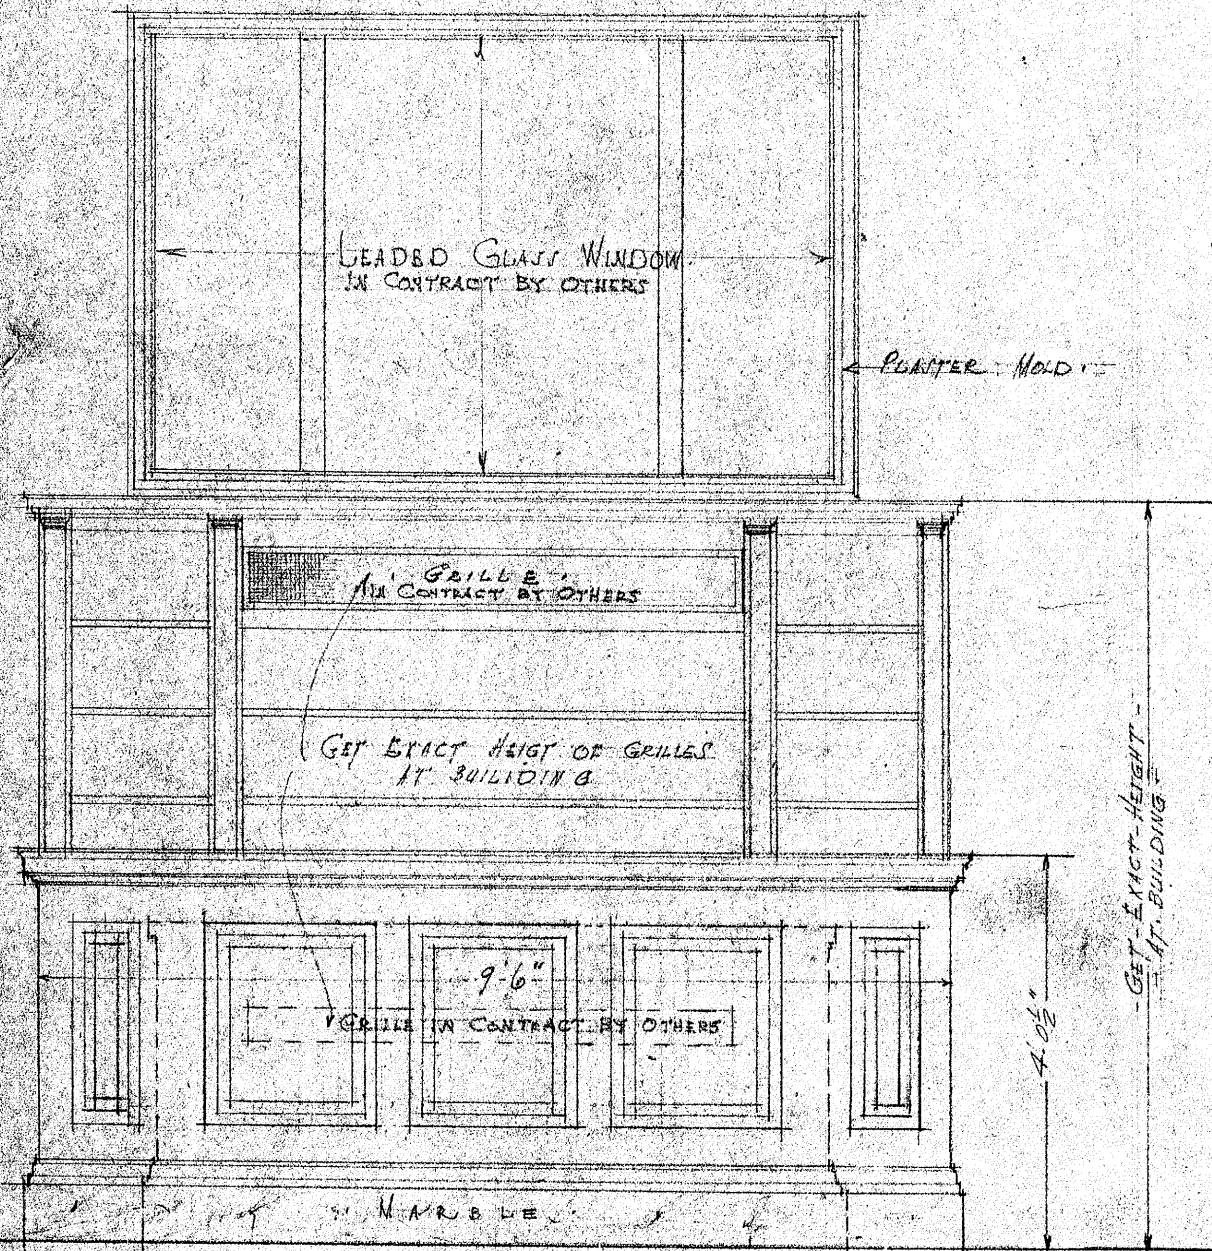 LEADED GLASS WINDOW
IN CONTRACT BY OTHERS
PLASTER MOLD.
GRILLE.
IN CONTRACT BY OTHERS
GET EXACT HEIGT OF GRILLES
AT BUILIDING
GET-EXACT-HEIGHT-
-AT-BUILDING-
9'-6"
GRILLE IN CONTRACT BY OTHERS
4'-0½"
MARBLE